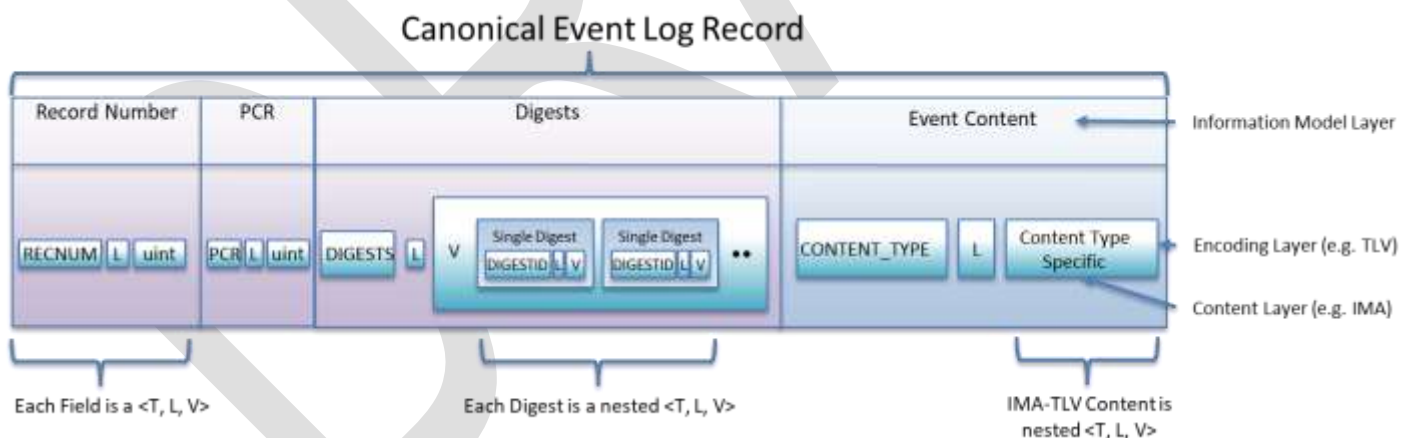 Canonical Event Log Record
Record Number PCR Digests Event Content Information Model Layer
Single Digest Single Digest
RECNUM L uint PCR L uint DIGESTS L V DIGESTID L V DIGESTID L V •• CONTENT_TYPE L Content Type Specific Encoding Layer (e.g. TLV)
Content Layer (e.g. IMA)
Each Field is a <T, L, V> Each Digest is a nested <T, L, V> IMA-TLV Content is
nested <T, L, V>